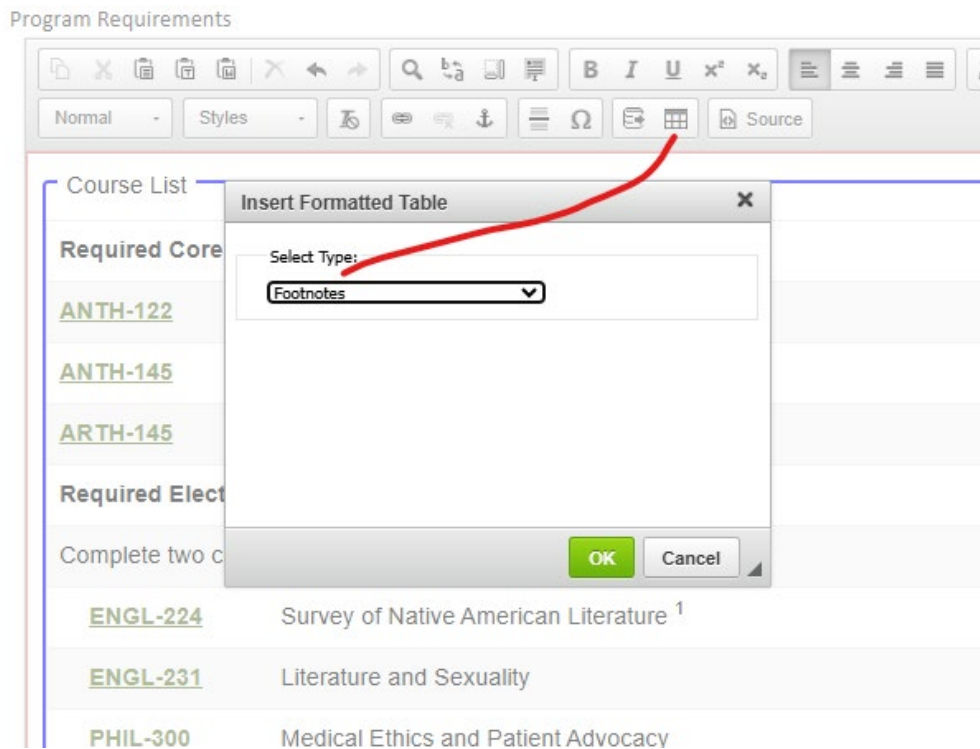 Program Requirements
B I U x² xₐ
Normal Styles Ω Source
Course List
Insert Formatted Table
Required Core
Select Type:
Footnotes
ANTH-122
ANTH-145
ARTH-145
Required Elect
Complete two c
OK Cancel
ENGL-224 Survey of Native American Literature 1
ENGL-231 Literature and Sexuality
PHIL-300 Medical Ethics and Patient Advocacy